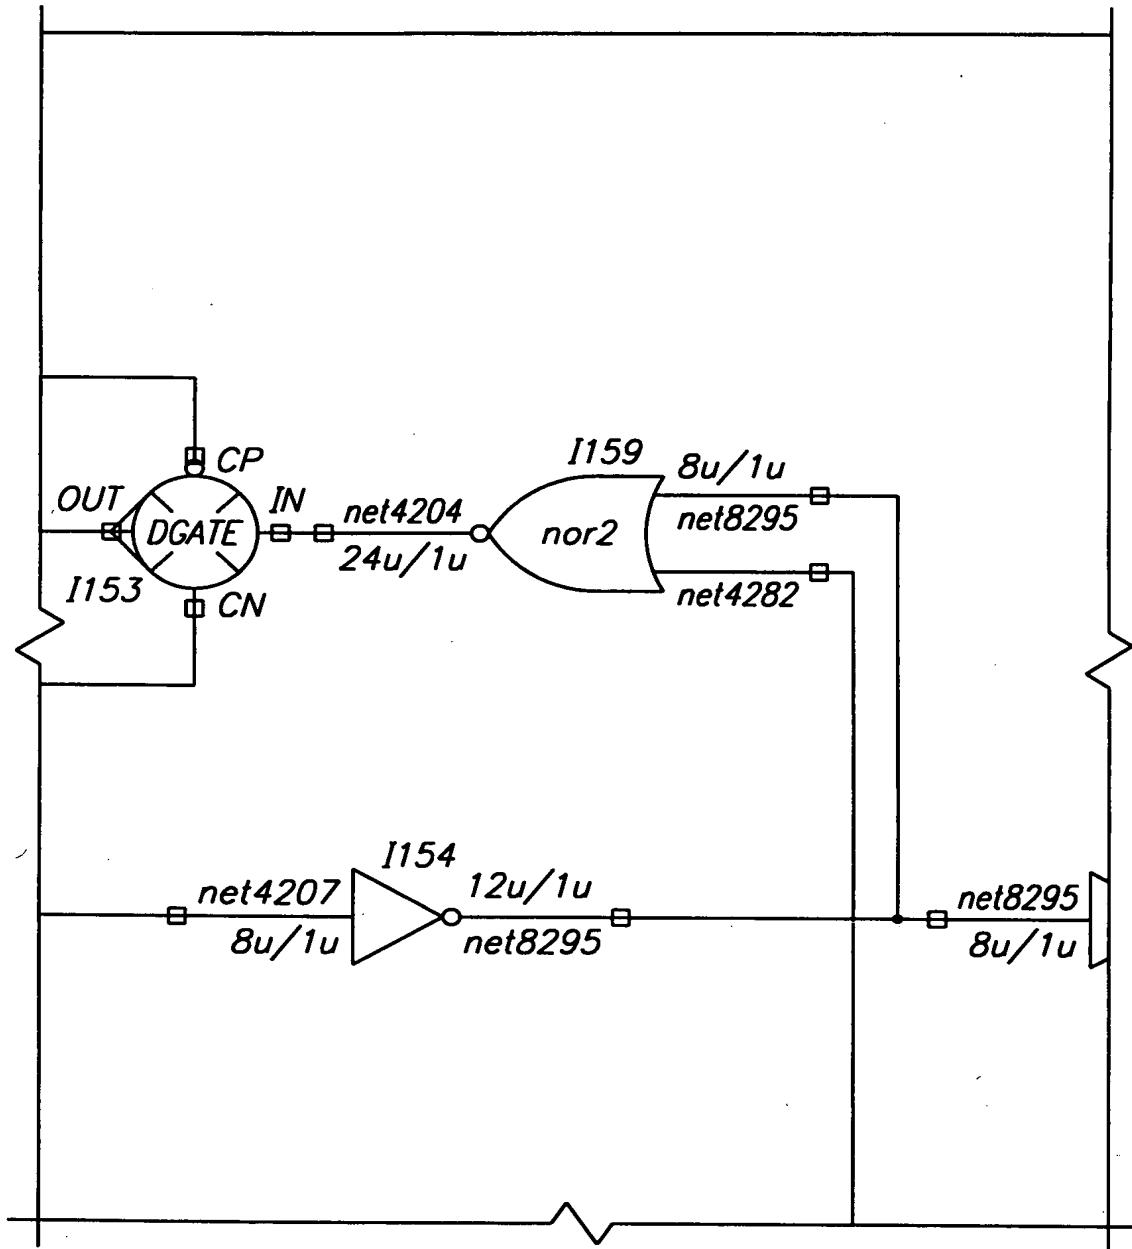 I159
8u/1u
CP
OUT
IN
net4204
nor2
net8295
DGATE
24u/1u
I153
CN
net4282
I154
net4207
12u/1u
net8295
8u/1u
net8295
8u/1u